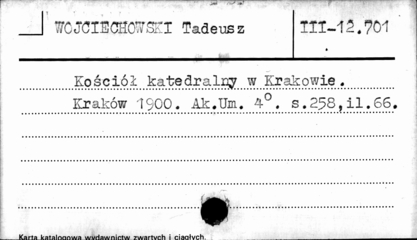 WOJCIECHOWSKI Tadeusz III-12.701
Kościół katedralny w Krakowie.
Kraków 1900. Ak.Um. 4°. s.258,il.66.
Karta katalogowa wydawnictw zwartych i ciągłych.